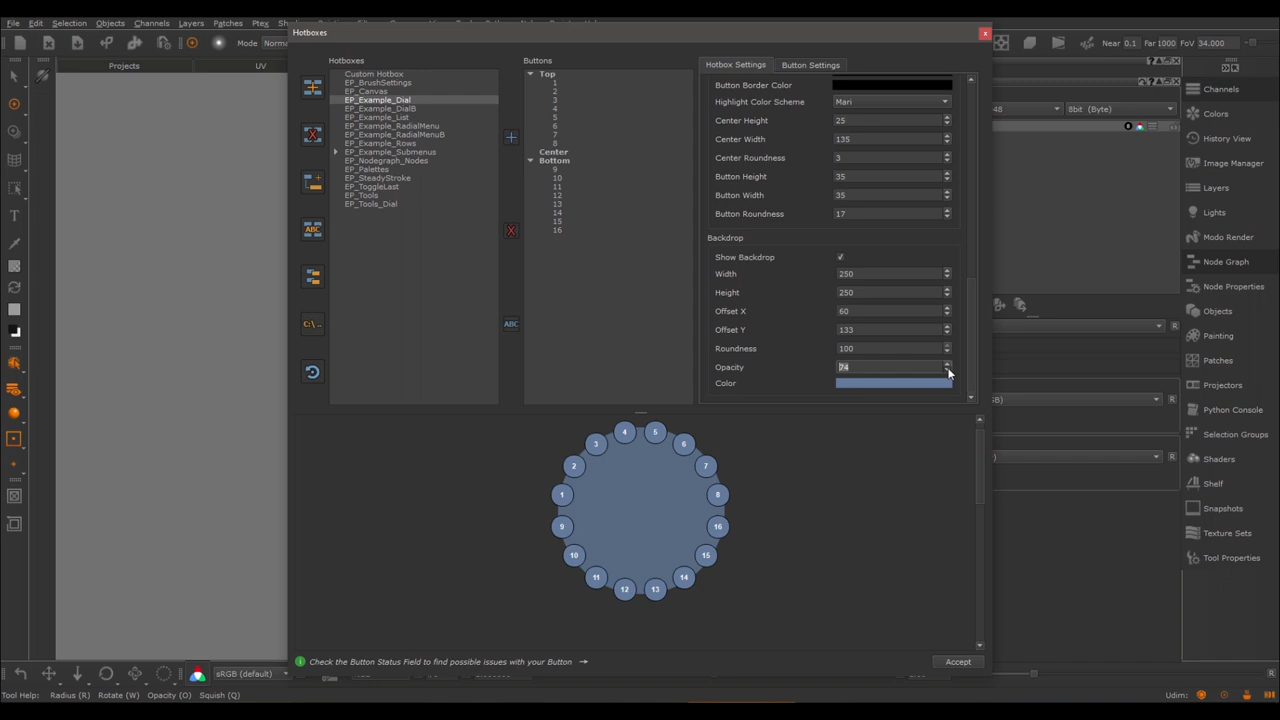 File Edit Selection Objects Channels Layers Patches Ptex
Hotboxes x
Mode Norma Near 0.1 Far 1000 FoV 34.000
Projects UV
Hotboxes
Custom Hotbox
EP_BrushSettings
EP_Canvas
EP_Example_Dial
EP_Example_DialB
EP_Example_List
EP_Example_RadialMenu
EP_Example_RadialMenuB
EP_Example_Rows
EP_Example_Submenus
EP_Nodegraph_Nodes
EP_Palettes
EP_SteadyStroke
EP_ToggleLast
EP_Tools
EP_Tools_Dial
ABC
C:\ ..
Buttons
Top
1
2
3
4
5
6
7
8
Center
Bottom
9
10
11
12
13
14
15
16
X
ABC
Hotbox Settings Button Settings
Button Border Color
Highlight Color Scheme Mari
Center Height 25
Center Width 135
Center Roundness 3
Button Height 35
Button Width 35
Button Roundness 17
Backdrop
Show Backdrop
Width 250
Height 250
Offset X 60
Offset Y 133
Roundness 100
Opacity 74
Color
4 5
3 6
2 7
1 8
9 16
10 15
11 14
12 13
Check the Button Status Field to find possible issues with your Button → Accept
48 8bit (Byte)
R
R
R
Channels
Colors
History View
Image Manager
Layers
Lights
Modo Render
Node Graph
Node Properties
Objects
Painting
Patches
Projectors
Python Console
Selection Groups
Shaders
Shelf
Snapshots
Texture Sets
Tool Properties
sRGB (default) R
Tool Help: Radius (R) Rotate (W) Opacity (O) Squish (Q) Udim: